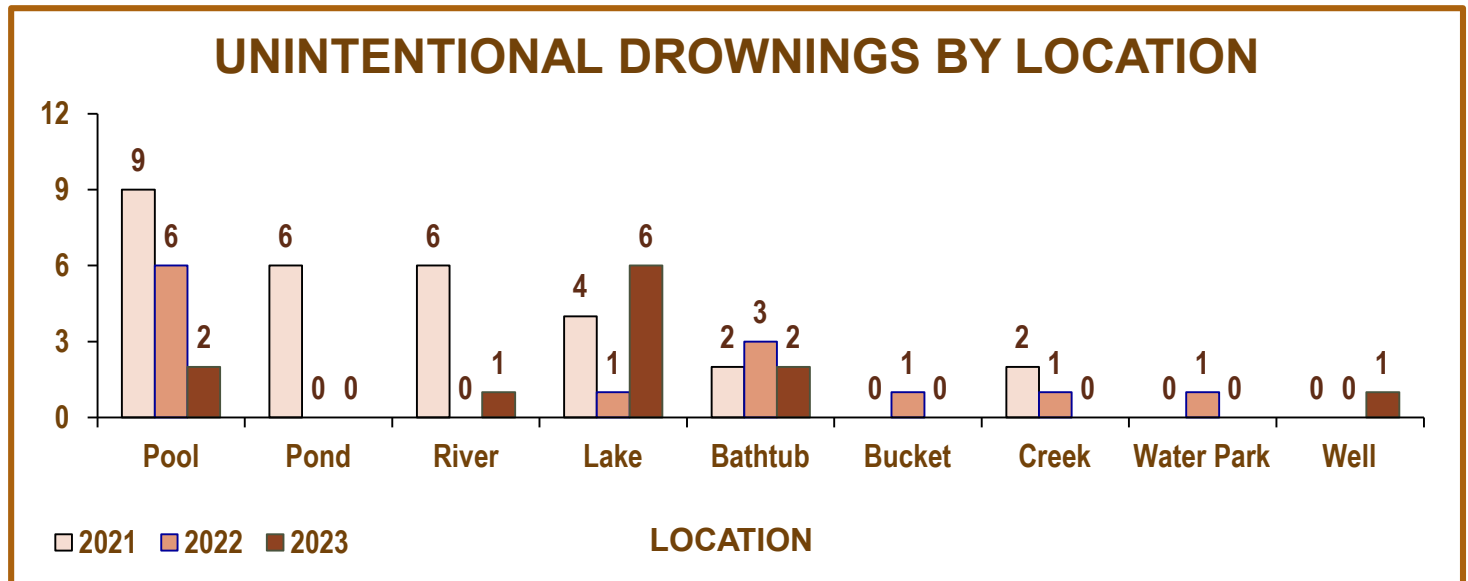 UNINTENTIONAL DROWNINGS BY LOCATION
12
9
6
3
0
9 6 2
6 0 0
6 0 1
4 1 6
2 3 2
0 1 0
2 1 0
0 1 0
0 0 1
Pool Pond River Lake Bathtub Bucket Creek Water Park Well
2021 2022 2023
LOCATION